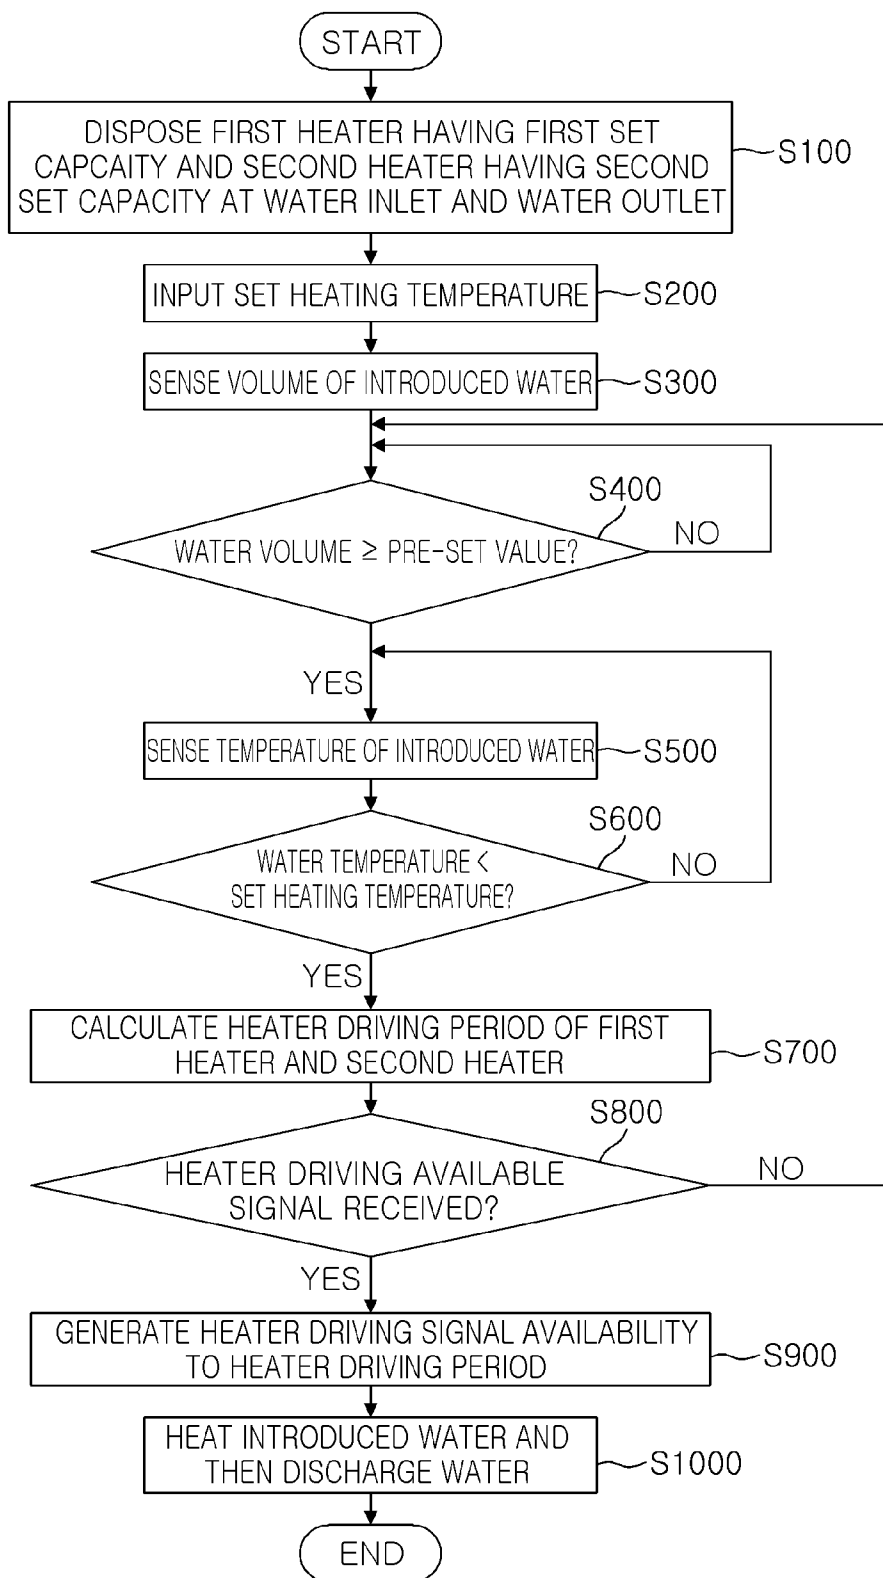 START
DISPOSE FIRST HEATER HAVING FIRST SET
CAPCAITY AND SECOND HEATER HAVING SECOND
SET CAPACITY AT WATER INLET AND WATER OUTLET
S100
INPUT SET HEATING TEMPERATURE
S200
SENSE VOLUME OF INTRODUCED WATER
S300
S400
WATER VOLUME ≥ PRE-SET VALUE?
NO
YES
SENSE TEMPERATURE OF INTRODUCED WATER
S500
S600
WATER TEMPERATURE <
SET HEATING TEMPERATURE?
NO
YES
CALCULATE HEATER DRIVING PERIOD OF FIRST
HEATER AND SECOND HEATER
S700
S800
HEATER DRIVING AVAILABLE
SIGNAL RECEIVED?
NO
YES
GENERATE HEATER DRIVING SIGNAL AVAILABILITY
TO HEATER DRIVING PERIOD
S900
HEAT INTRODUCED WATER AND
THEN DISCHARGE WATER
S1000
END